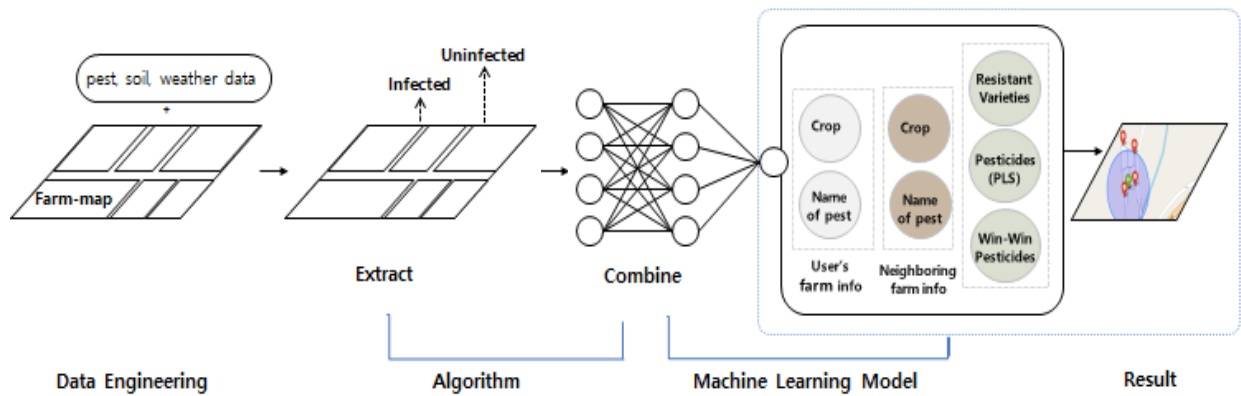 pest, soil, weather data
+
Farm-map
Infected
Uninfected
Extract
Combine
Crop
Name
of pest
User's
farm info
Crop
Name
of pest
Neighboring
farm info
Resistant
Varieties
Pesticides
(PLS)
Win-Win
Pesticides
Data Engineering
Algorithm
Machine Learning Model
Result